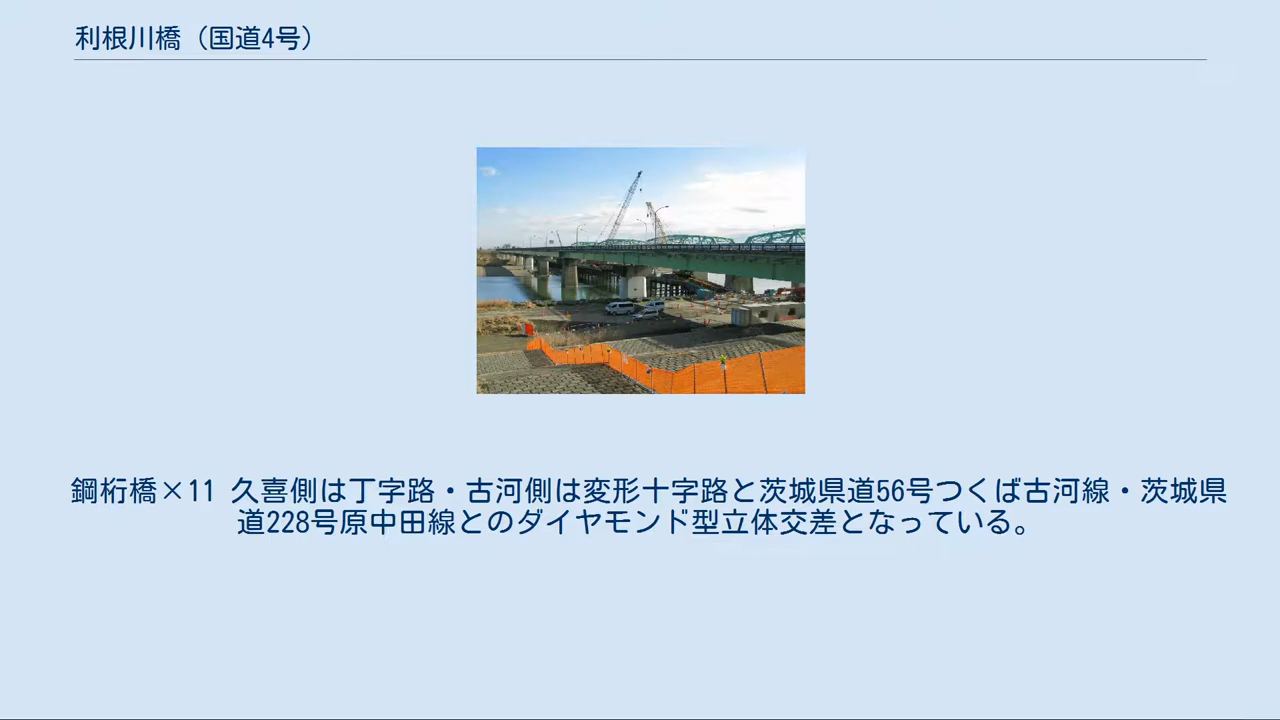 利根川橋（国道4号）
鋼桁橋×11 久喜側は丁字路・古河側は変形十字路と茨城県道56号つくば古河線・茨城県
道228号原中田線とのダイヤモンド型立体交差となっている。